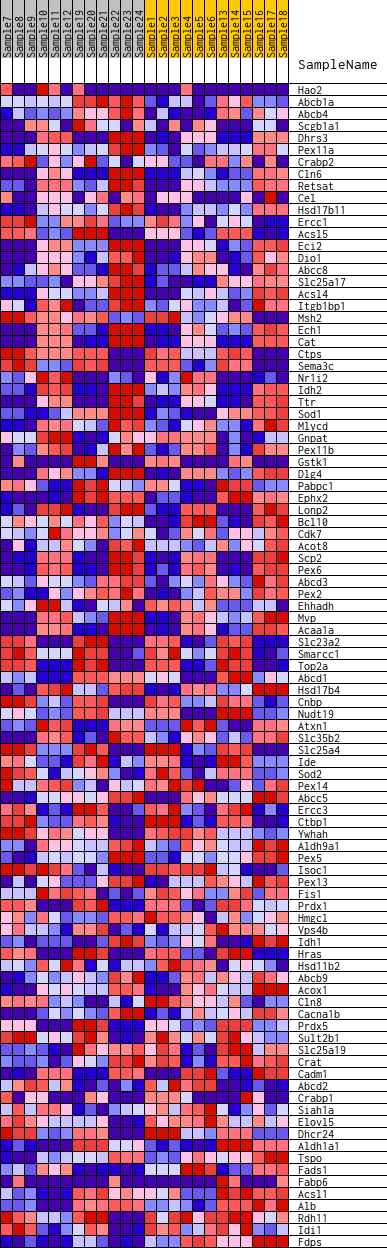 Sample7
Sample8
Sample9
Sample10
Sample11
Sample12
Sample19
Sample20
Sample21
Sample22
Sample23
Sample24
Sample1
Sample2
Sample3
Sample4
Sample5
Sample6
Sample13
Sample14
Sample15
Sample16
Sample17
Sample18
SampleName
Hao2
Abcb1a
Abcb4
Scgb1a1
Dhrs3
Pex11a
Crabp2
Cln6
Retsat
Cel
Hsd17b11
Ercc1
Acsl5
Eci2
Dio1
Abcc8
Slc25a17
Acsl4
Itgb1bp1
Msh2
Ech1
Cat
Ctps
Sema3c
Nr1i2
Idh2
Ttr
Sod1
Mlycd
Gnpat
Pex11b
Gstk1
Dlg4
Pabpc1
Ephx2
Lonp2
Bcl10
Cdk7
Acot8
Scp2
Pex6
Abcd3
Pex2
Ehhadh
Mvp
Acaa1a
Slc23a2
Smarcc1
Top2a
Abcd1
Hsd17b4
Cnbp
Nudt19
Atxn1
Slc35b2
Slc25a4
Ide
Sod2
Pex14
Abcc5
Ercc3
Ctbp1
Ywhah
Aldh9a1
Pex5
Isoc1
Pex13
Fis1
Prdx1
Hmgcl
Vps4b
Idh1
Hras
Hsd11b2
Abcb9
Acox1
Cln8
Cacna1b
Prdx5
Sult2b1
Slc25a19
Crat
Cadm1
Abcd2
Crabp1
Siah1a
Elovl5
Dhcr24
Aldh1a1
Tspo
Fads1
Fabp6
Acsl1
Alb
Rdh11
Idi1
Fdps